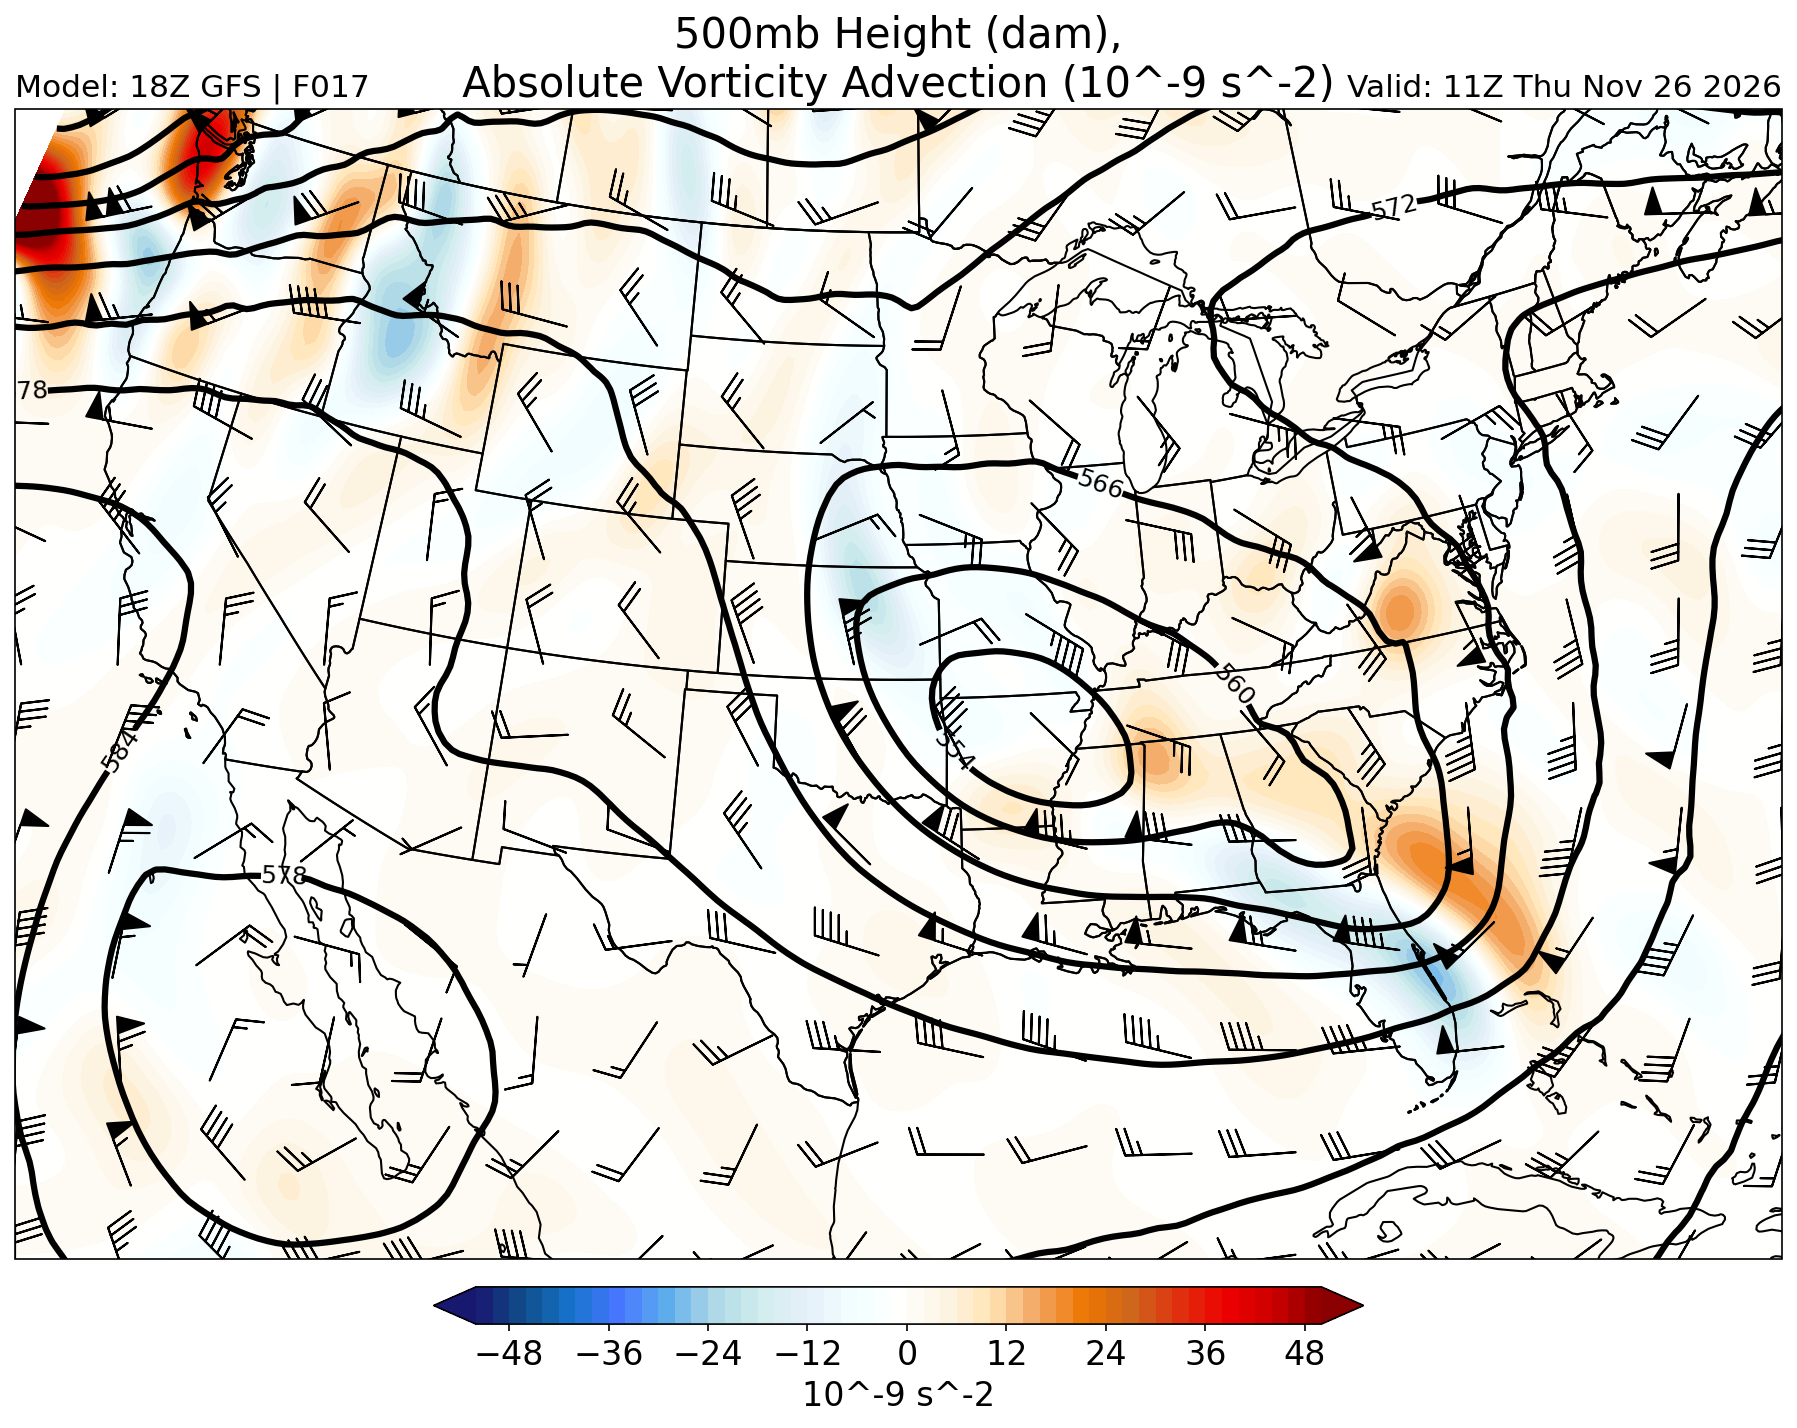 500mb Height (dam),
Model: 18Z GFS | F017
Absolute Vorticity Advection (10^-9 s^-2)
Valid: 11Z Thu Nov 26 2026
572
78
566
560
554
584
578
−48 −36 −24 −12 0 12 24 36 48
10^-9 s^-2